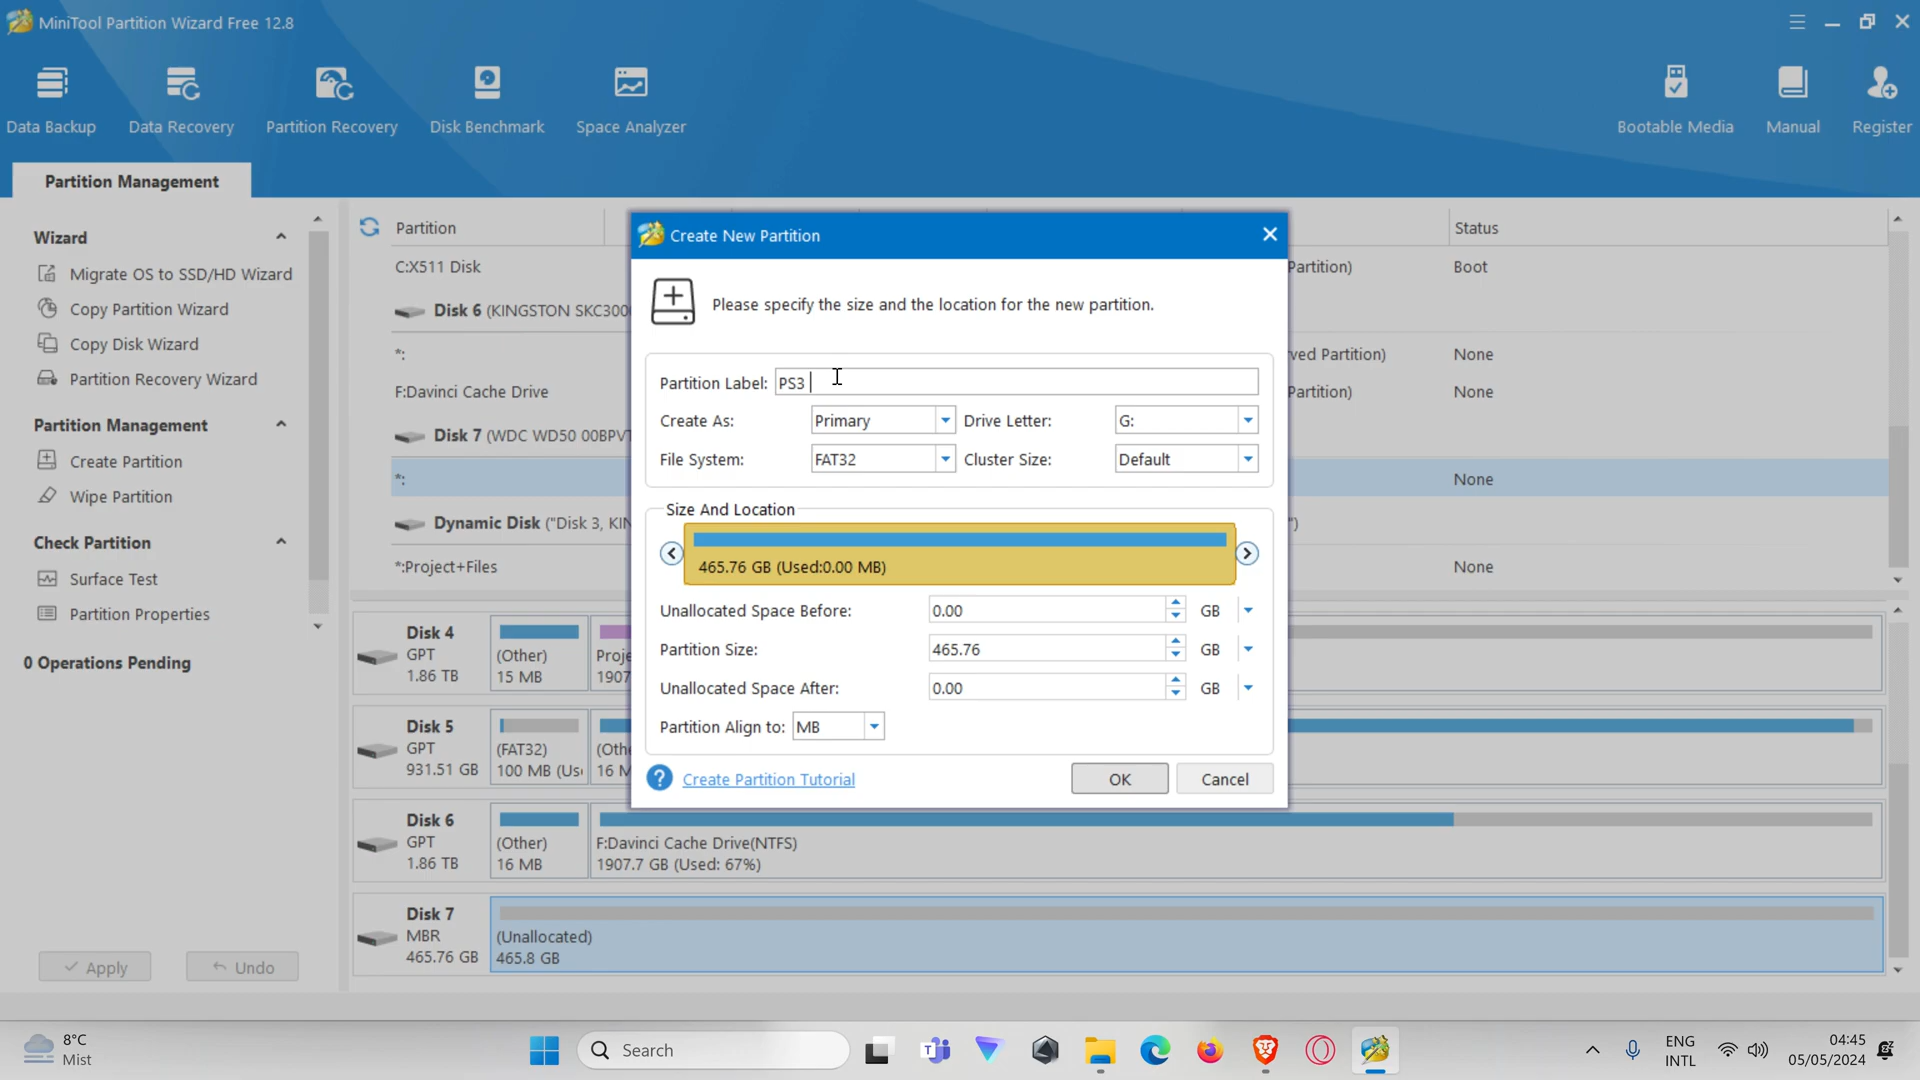 MiniTool Partition Wizard Free 12.8
Data Backup
Data Recovery
Partition Recovery
Disk Benchmark
Space Analyzer
Bootable Media
Manual
Register
Partition Management
Wizard
Migrate OS to SSD/HD Wizard
Copy Partition Wizard
Copy Disk Wizard
Partition Recovery Wizard
Partition Management
Create Partition
Wipe Partition
Check Partition
Surface Test
Partition Properties
0 Operations Pending
Apply
Undo
Partition
Status
C:X511 Disk
Partition)
Boot
Disk 6 (KINGSTON SKC300
*:
ved Partition)
None
F:Davinci Cache Drive
Partition)
None
Disk 7 (WDC WD50 00BPVT
*:
None
Dynamic Disk ("Disk 3, KIN
")
*:Project+Files
None
Create New Partition
Please specify the size and the location for the new partition.
Partition Label: PS3
Create As: Primary Drive Letter: G:
File System: FAT32 Cluster Size: Default
Size And Location
465.76 GB (Used:0.00 MB)
Unallocated Space Before: 0.00 GB
Partition Size: 465.76 GB
Unallocated Space After: 0.00 GB
Partition Align to: MB
Create Partition Tutorial
OK
Cancel
Disk 4
GPT
1.86 TB
(Other)
15 MB
Proje
1907
Disk 5
GPT
931.51 GB
(FAT32)
100 MB (Us
(Oth
16 M
Disk 6
GPT
1.86 TB
(Other)
16 MB
F:Davinci Cache Drive(NTFS)
1907.7 GB (Used: 67%)
Disk 7
MBR
465.76 GB
(Unallocated)
465.8 GB
8°C
Mist
Search
ENG
INTL
04:45
05/05/2024